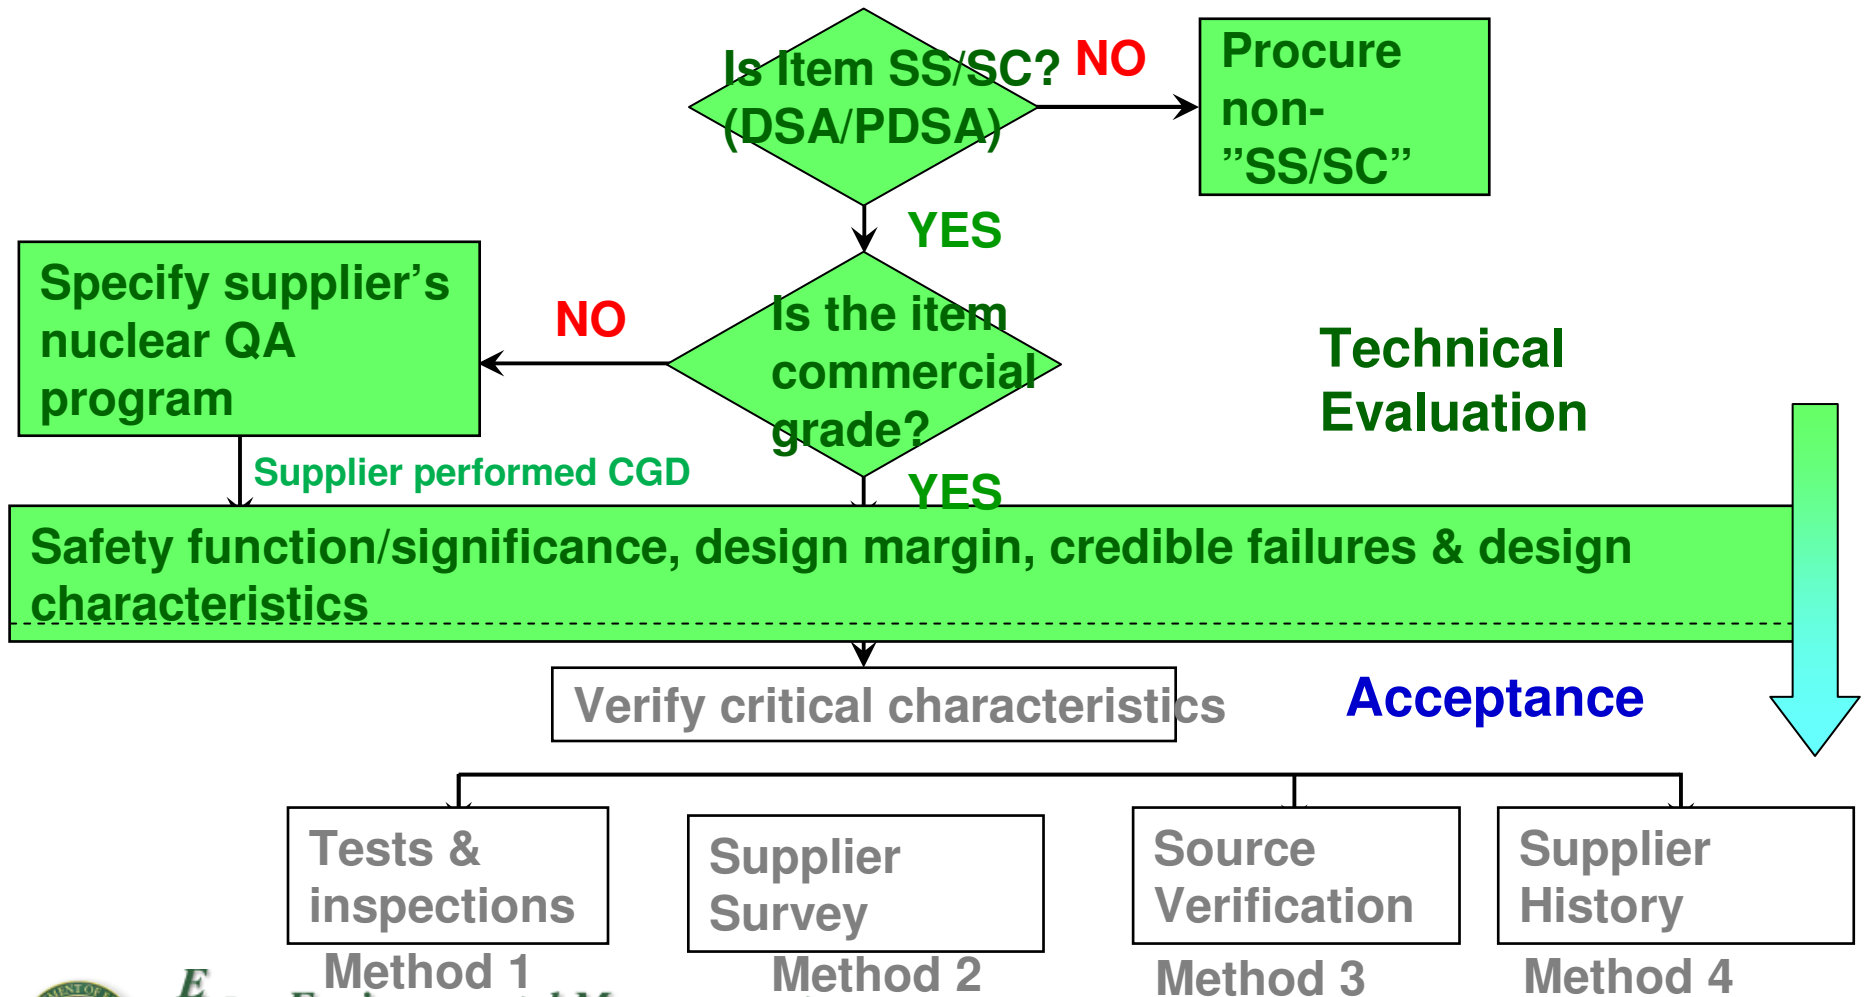 Is Item SS/SC?
(DSA/PDSA)
NO
Procure
non-
”SS/SC”
YES
Specify supplier’s
nuclear QA
program
NO
Is the item
commercial
grade?
Technical
Evaluation
Supplier performed CGD
YES
Safety function/significance, design margin, credible failures & design
characteristics
Verify critical characteristics
Acceptance
Tests &
inspections
Supplier
Survey
Source
Verification
Supplier
History
Method 1
Method 2
Method 3
Method 4
E